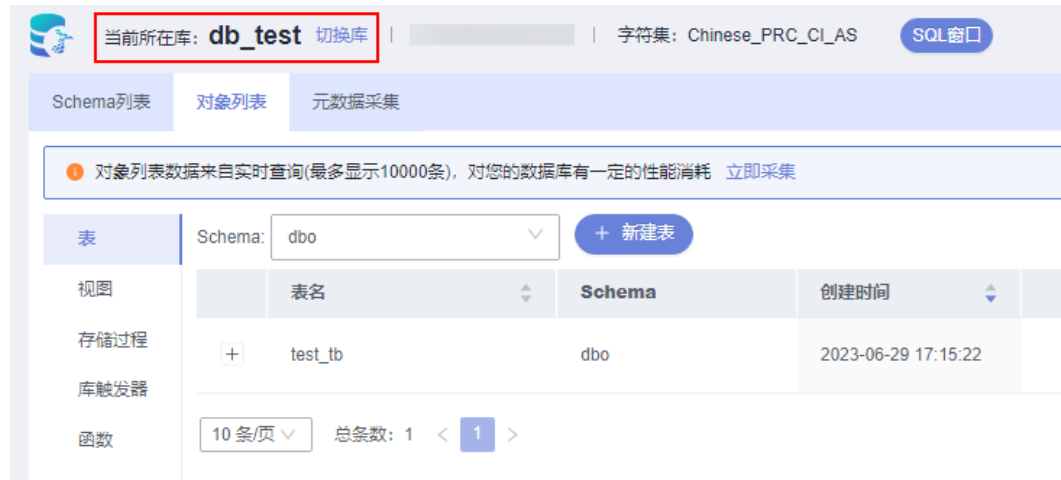 当前所在库: db_test 切换库 | | 字符集: Chinese_PRC_CI_AS SQL窗口
Schema列表 对象列表 元数据采集
对象列表数据来自实时查询(最多显示10000条), 对您的数据库有一定的性能消耗 立即采集
表 Schema: dbo + 新建表
视图 表名 Schema 创建时间
存储过程 + test_tb dbo 2023-06-29 17:15:22
库触发器
函数 10 条/页 总条数: 1 < 1 >